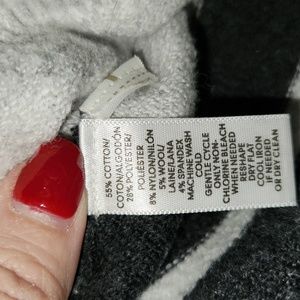 55% COTTON/
COTON/ALGODÓN
28% POLYESTER/
POLIÉSTER
8% NYLON/NILÓN
5% WOOL/
LAINE/LANA
4% SPANDEX
MACHINE WASH
COLD
GENTLE CYCLE
ONLY NON-
CHLORINE BLEACH
WHEN NEEDED
RESHAPE
DRY FLAT
COOL IRON
IF NEEDED
OR DRY CLEAN